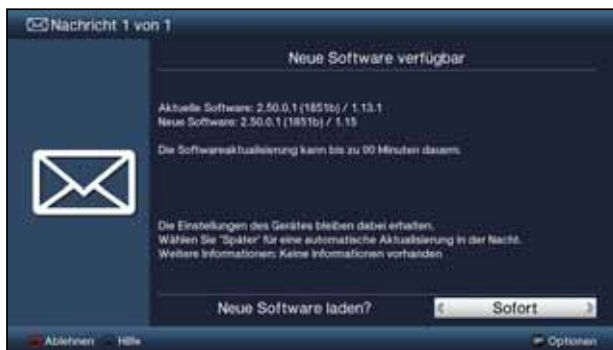 Nachricht 1 von 1
Neue Software verfügbar
Aktuelle Software: 2.50.0.1 (1851b) / 1.13.1
Neue Software: 2.50.0.1 (1851b) / 1.15
Die Softwareaktualisierung kann bis zu 90 Minuten dauern.
Die Einstellungen des Gerätes bleiben dabei erhalten.
Wählen Sie "Später" für eine automatische Aktualisierung in der Nacht.
Weitere Informationen: Keine Informationen vorhanden
Neue Software laden?
Sofort
Ablehnen
Hilfe
Optionen